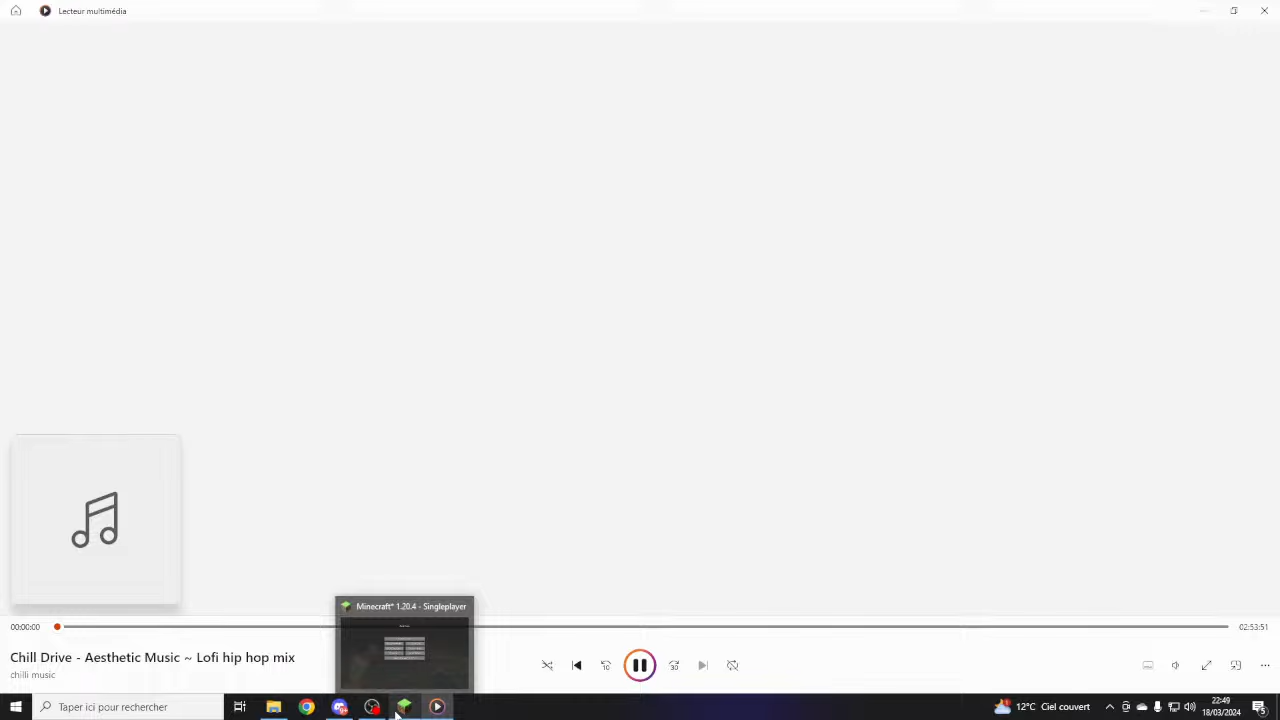 Lecteur multimédia
Minecraft* 1.20.4 - Singleplayer
00:00:00
02:53:51
Chill Drive - Aesthetic Music ~ Lofi hip hop mix
chilli music
Taper ici pour rechercher
12°C Ciel couvert
22:49
18/03/2024